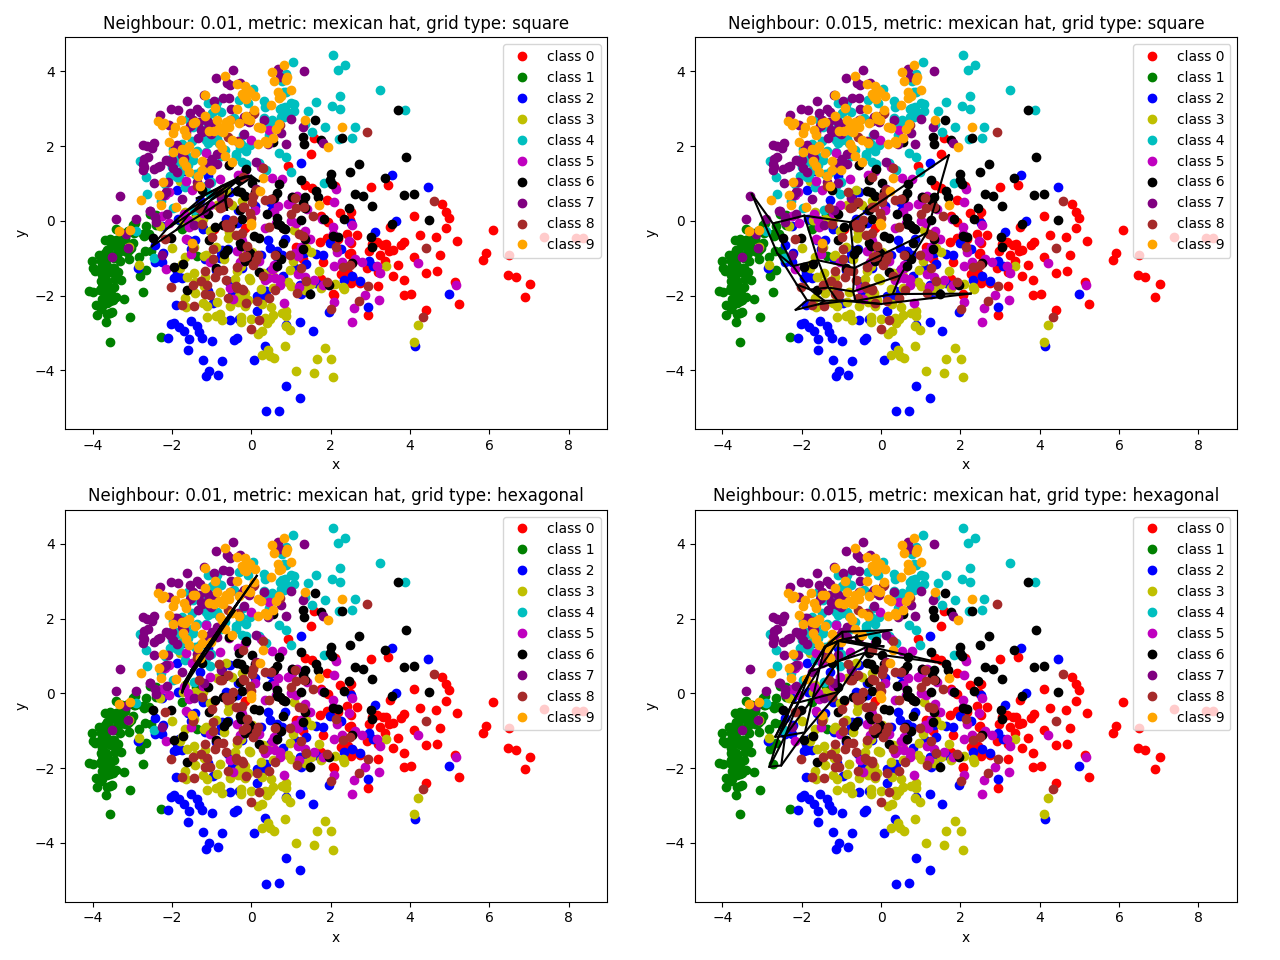 Neighbour: 0.01, metric: mexican hat, grid type: square
4
2
0
−2
−4
y
−4 −2 0 2 4 6 8
x
class 0
class 1
class 2
class 3
class 4
class 5
class 6
class 7
class 8
class 9
Neighbour: 0.015, metric: mexican hat, grid type: square
4
2
0
−2
−4
y
−4 −2 0 2 4 6 8
x
class 0
class 1
class 2
class 3
class 4
class 5
class 6
class 7
class 8
class 9
Neighbour: 0.01, metric: mexican hat, grid type: hexagonal
4
2
0
−2
−4
y
−4 −2 0 2 4 6 8
x
class 0
class 1
class 2
class 3
class 4
class 5
class 6
class 7
class 8
class 9
Neighbour: 0.015, metric: mexican hat, grid type: hexagonal
4
2
0
−2
−4
y
−4 −2 0 2 4 6 8
x
class 0
class 1
class 2
class 3
class 4
class 5
class 6
class 7
class 8
class 9